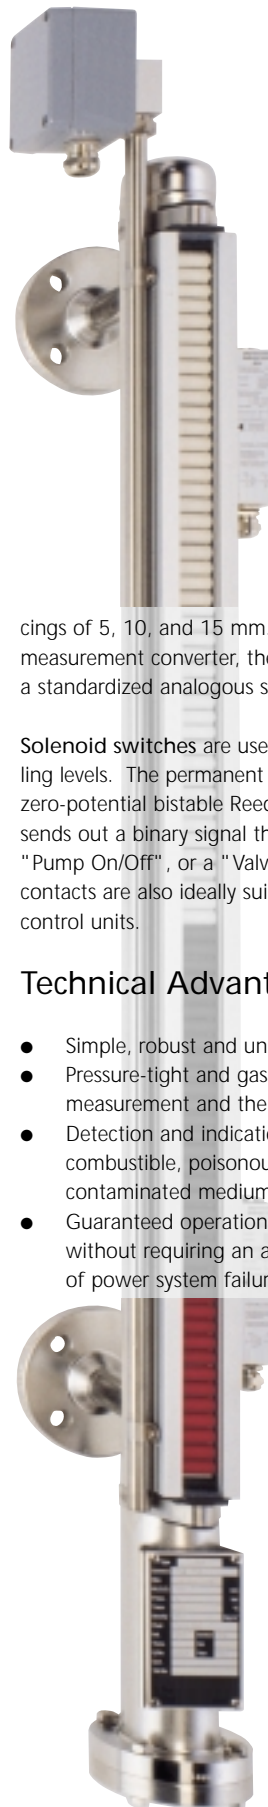 cings of 5, 10, and 15 mm.
measurement converter, the
a standardized analogous s
Solenoid switches are use
ling levels. The permanent
zero-potential bistable Reed
sends out a binary signal th
"Pump On/Off", or a "Valv
contacts are also ideally sui
control units.
Technical Advant
● Simple, robust and un
● Pressure-tight and gas
measurement and the
● Detection and indicatio
combustible, poisonou
contaminated medium
● Guaranteed operation
without requiring an a
of power system failur